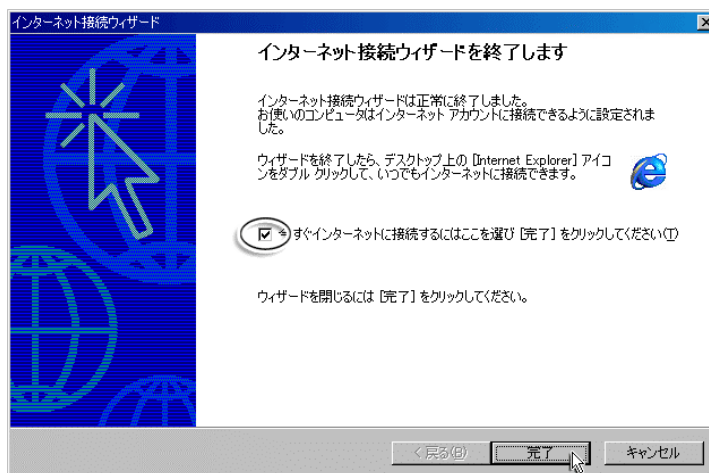 インターネット接続ウィザード
インターネット接続ウィザードを終了します
インターネット接続ウィザードは正常に終了しました。
お使いのコンピュータはインターネット アカウントに接続できるように設定されま
した。
ウィザードを終了したら、デスクトップ上の [Internet Explorer] アイコ
ンをダブル クリックして、いつでもインターネットに接続できます。
すぐインターネットに接続するにはここを選び [完了] をクリックしてください(T)
ウィザードを閉じるには [完了] をクリックしてください。
< 戻る(B)
完了
キャンセル